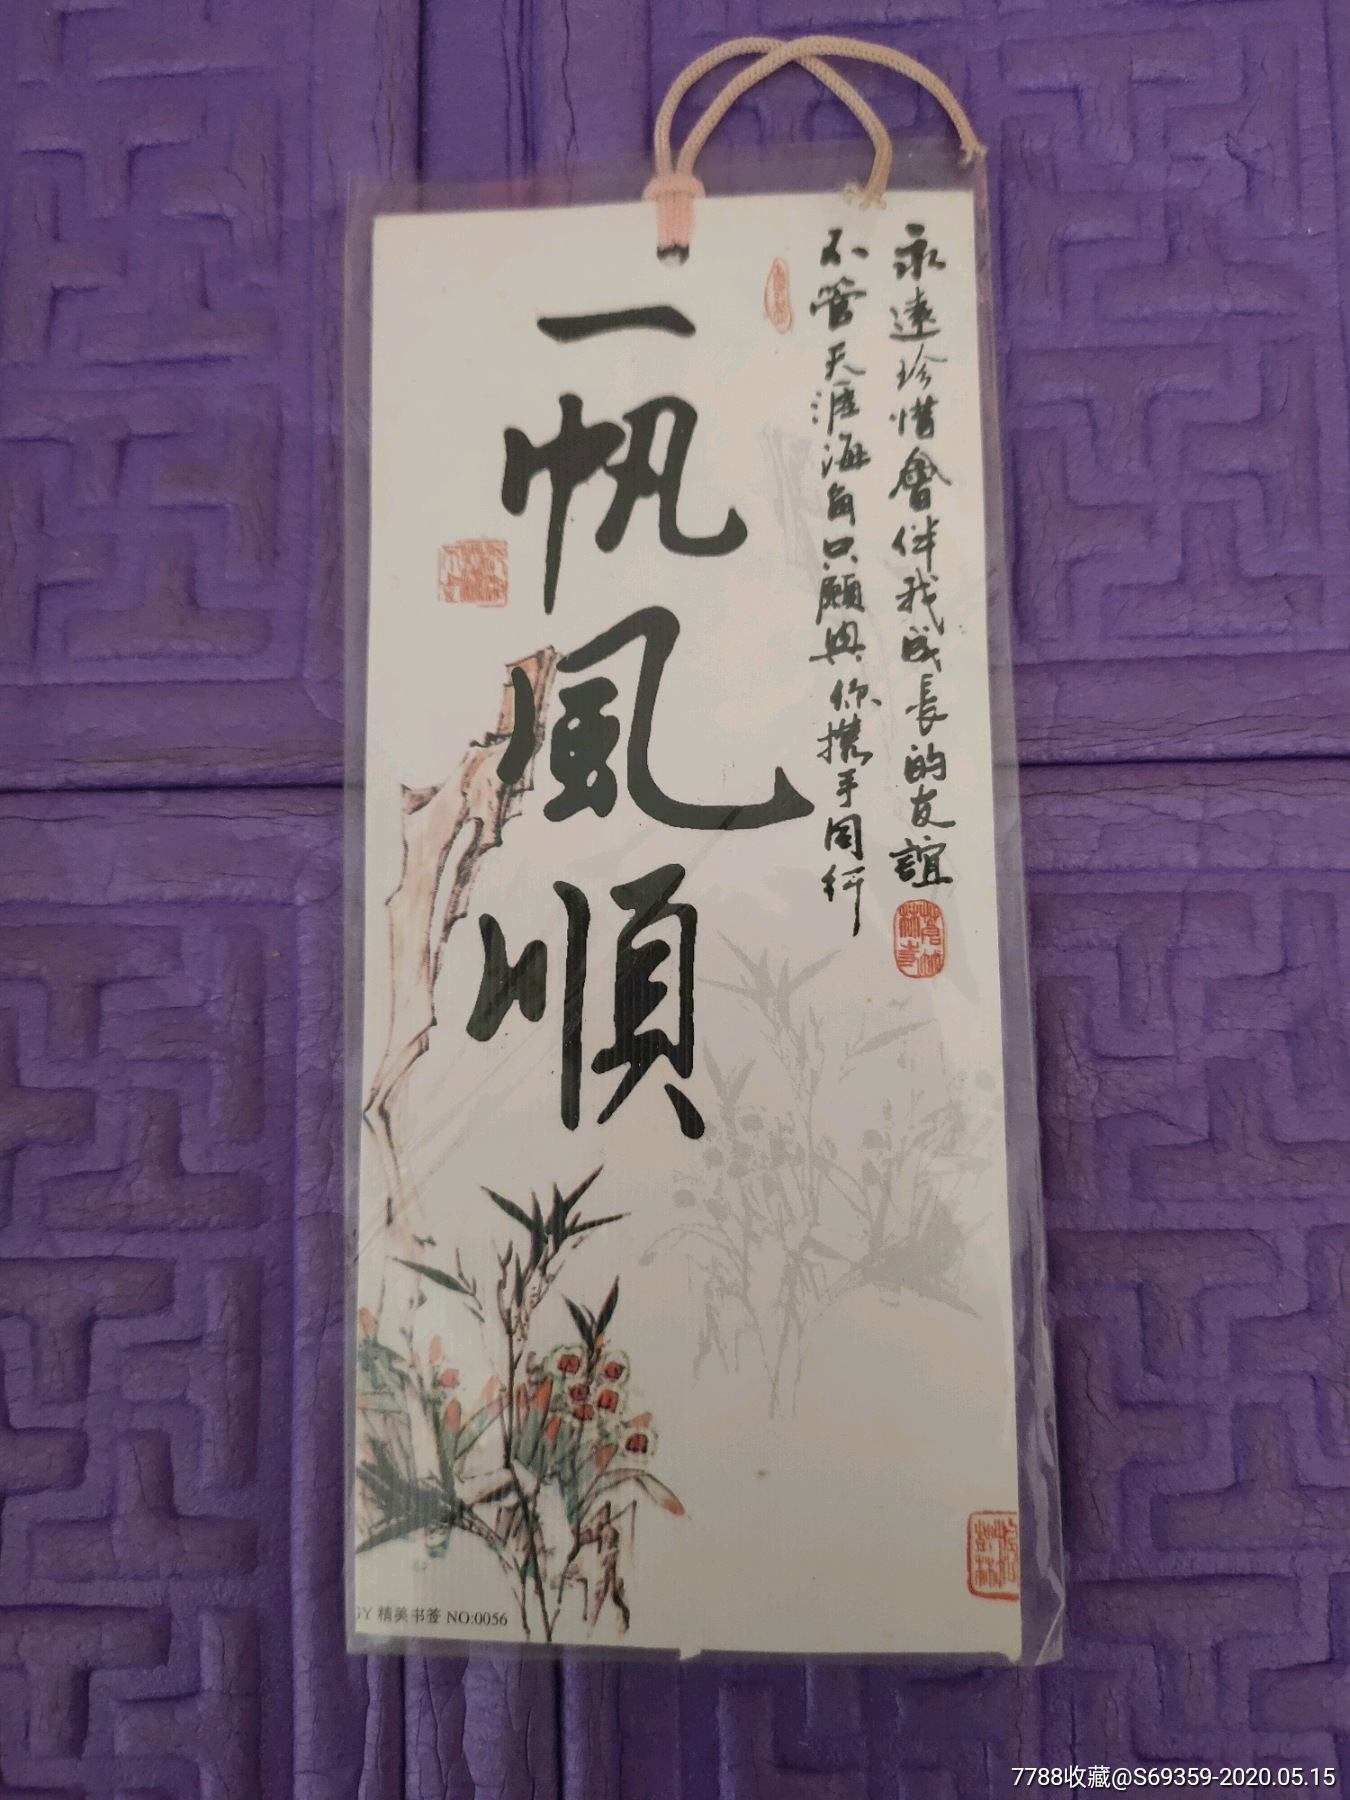 永遠珍惜會伴我成長的友誼
不管天涯海角只願與你攜手同行
一帆風順
GY 精美书签 NO:0056
7788收藏@S69359-2020.05.15